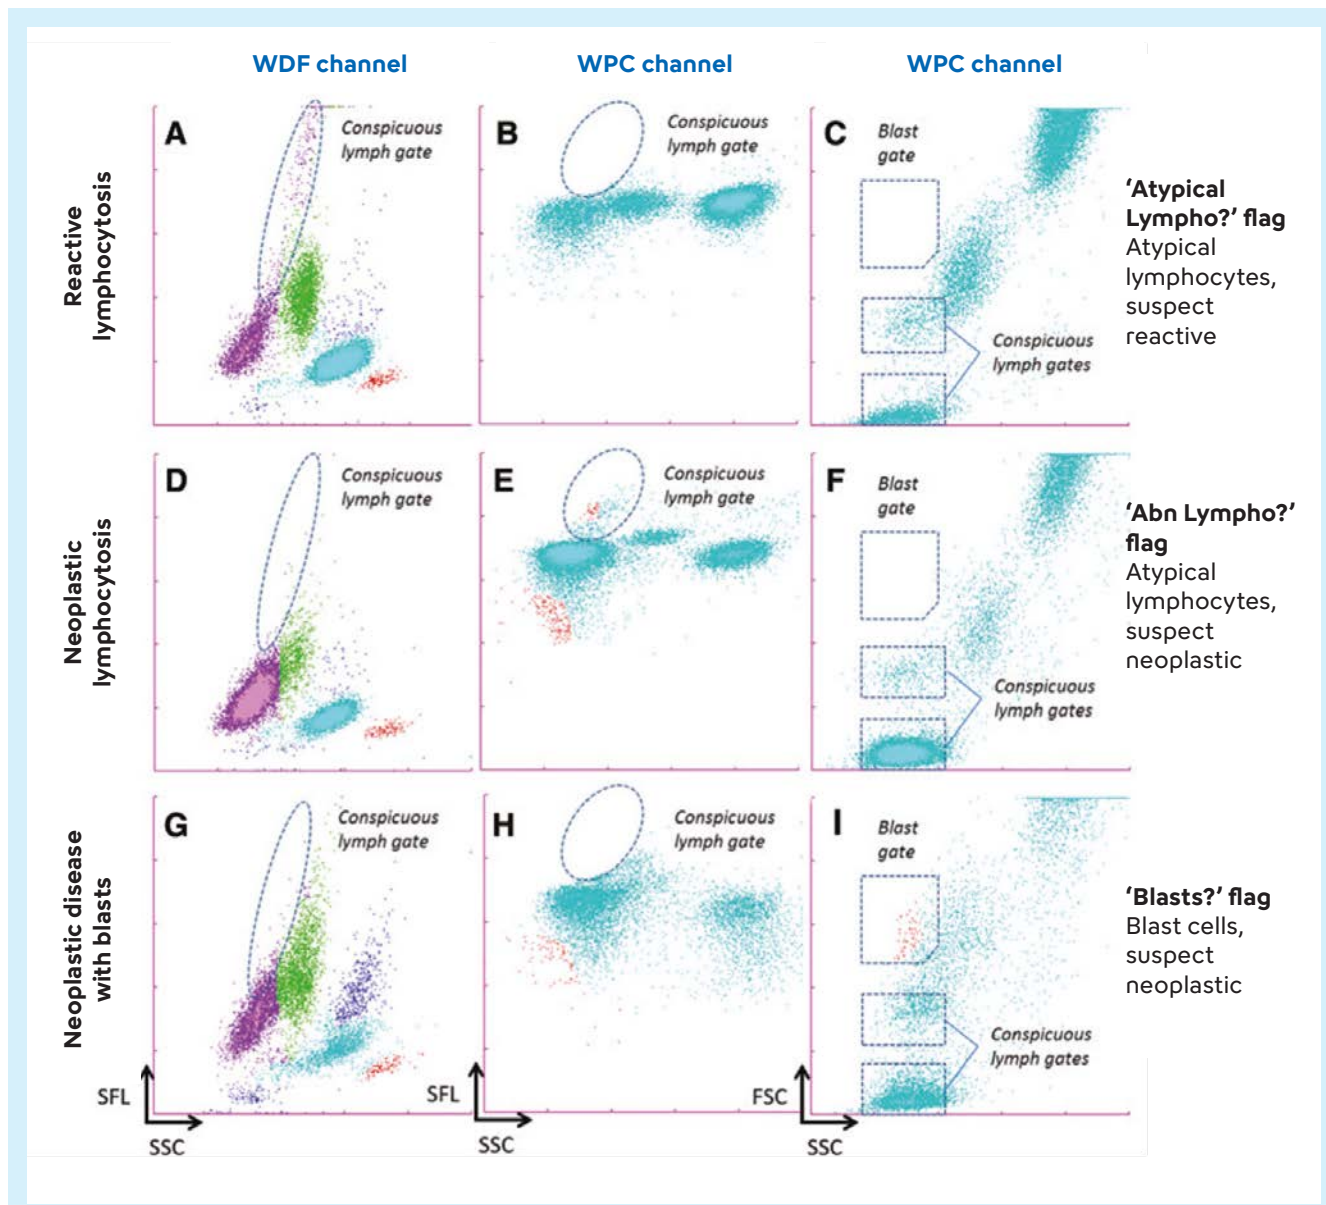 WDF channel
WPC channel
WPC channel
Reactive
lymphocytosis
A
Conspicuous
lymph gate
B
Conspicuous
lymph gate
C
Blast
gate
Conspicuous
lymph gates
‘Atypical
Lympho?’ flag
Atypical
lymphocytes,
suspect
reactive
Neoplastic
lymphocytosis
D
Conspicuous
lymph gate
E
Conspicuous
lymph gate
F
Blast
gate
Conspicuous
lymph gates
‘Abn Lympho?’
flag
Atypical
lymphocytes,
suspect
neoplastic
Neoplastic disease
with blasts
G
Conspicuous
lymph gate
H
Conspicuous
lymph gate
I
Blast
gate
Conspicuous
lymph gates
‘Blasts?’ flag
Blast cells,
suspect
neoplastic
SFL
SSC
SFL
SSC
FSC
SSC